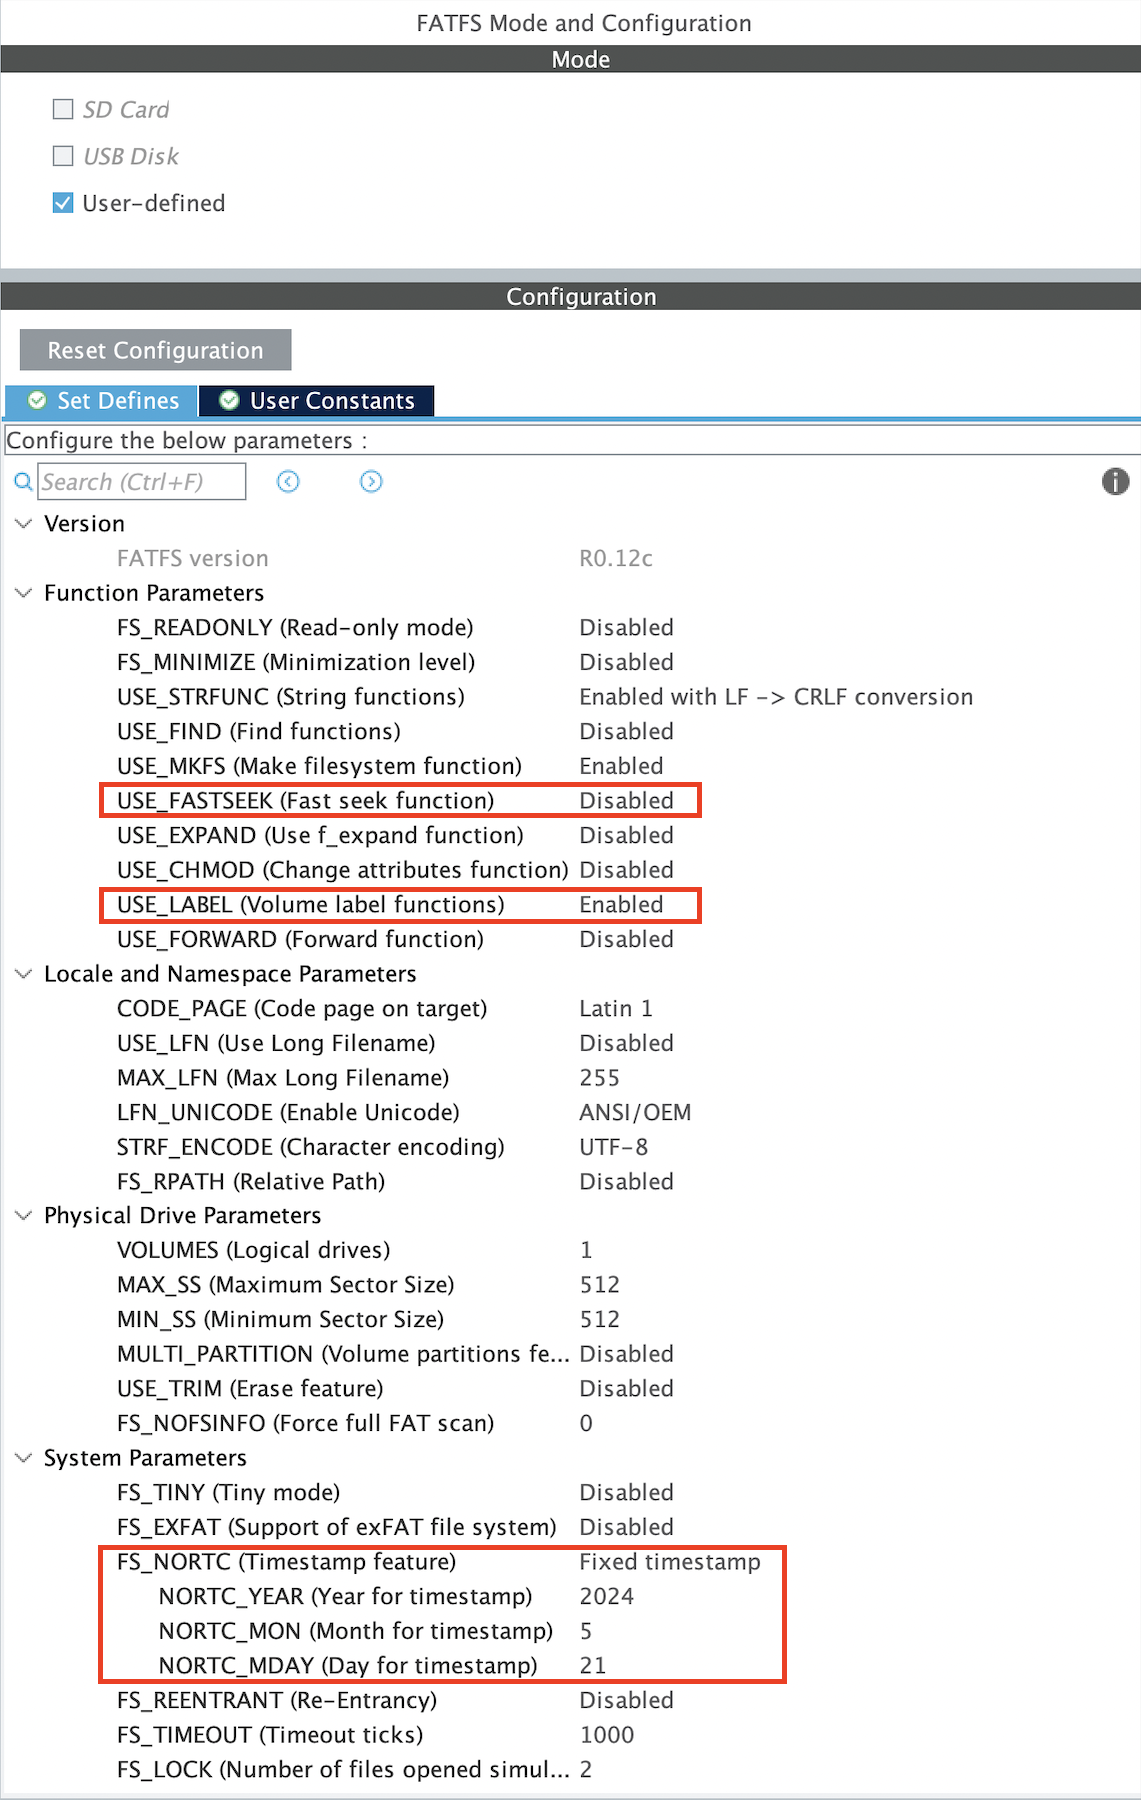 FATFS Mode and Configuration
Mode
SD Card
USB Disk
User-defined
Configuration
Reset Configuration
Set Defines User Constants
Configure the below parameters :
Search (Ctrl+F)
Version
FATFS version R0.12c
Function Parameters
FS_READONLY (Read-only mode) Disabled
FS_MINIMIZE (Minimization level) Disabled
USE_STRFUNC (String functions) Enabled with LF -> CRLF conversion
USE_FIND (Find functions) Disabled
USE_MKFS (Make filesystem function) Enabled
USE_FASTSEEK (Fast seek function) Disabled
USE_EXPAND (Use f_expand function) Disabled
USE_CHMOD (Change attributes function) Disabled
USE_LABEL (Volume label functions) Enabled
USE_FORWARD (Forward function) Disabled
Locale and Namespace Parameters
CODE_PAGE (Code page on target) Latin 1
USE_LFN (Use Long Filename) Disabled
MAX_LFN (Max Long Filename) 255
LFN_UNICODE (Enable Unicode) ANSI/OEM
STRF_ENCODE (Character encoding) UTF-8
FS_RPATH (Relative Path) Disabled
Physical Drive Parameters
VOLUMES (Logical drives) 1
MAX_SS (Maximum Sector Size) 512
MIN_SS (Minimum Sector Size) 512
MULTI_PARTITION (Volume partitions fe... Disabled
USE_TRIM (Erase feature) Disabled
FS_NOFSINFO (Force full FAT scan) 0
System Parameters
FS_TINY (Tiny mode) Disabled
FS_EXFAT (Support of exFAT file system) Disabled
FS_NORTC (Timestamp feature) Fixed timestamp
NORTC_YEAR (Year for timestamp) 2024
NORTC_MON (Month for timestamp) 5
NORTC_MDAY (Day for timestamp) 21
FS_REENTRANT (Re-Entrancy) Disabled
FS_TIMEOUT (Timeout ticks) 1000
FS_LOCK (Number of files opened simul... 2